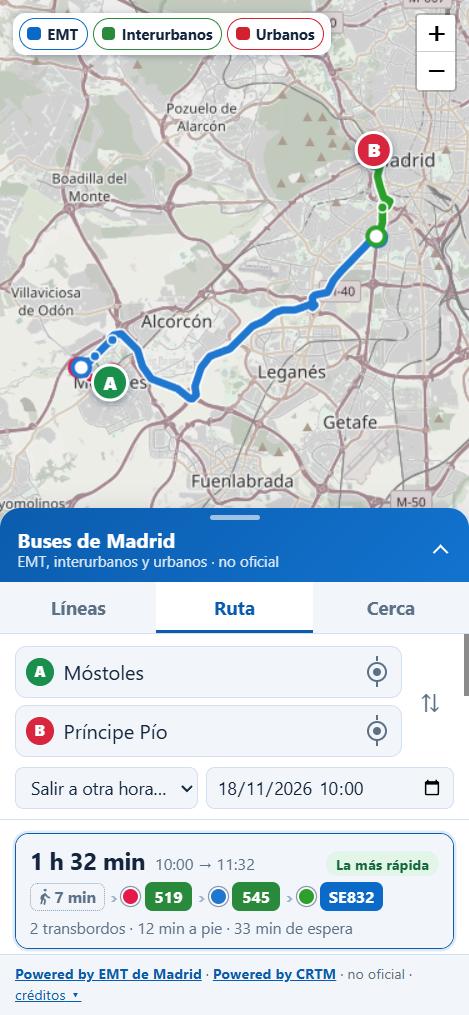 EMT
Interurbanos
Urbanos
+
−
Pozuelo de
Alarcón
B
adrid
Boadilla del
Monte
Villaviciosa
de Odón
-40
Alcorcón
A
Leganés
Getafe
Fuenlabrada
yomolinos
M-50
Buses de Madrid
EMT, interurbanos y urbanos · no oficial
Líneas
Ruta
Cerca
A Móstoles
B Príncipe Pío
Salir a otra hora...
18/11/2026 10:00
1 h 32 min 10:00 → 11:32 La más rápida
7 min › 519 › 545 › SE832
2 transbordos · 12 min a pie · 33 min de espera
Powered by EMT de Madrid · Powered by CRTM · no oficial ·
créditos ▾